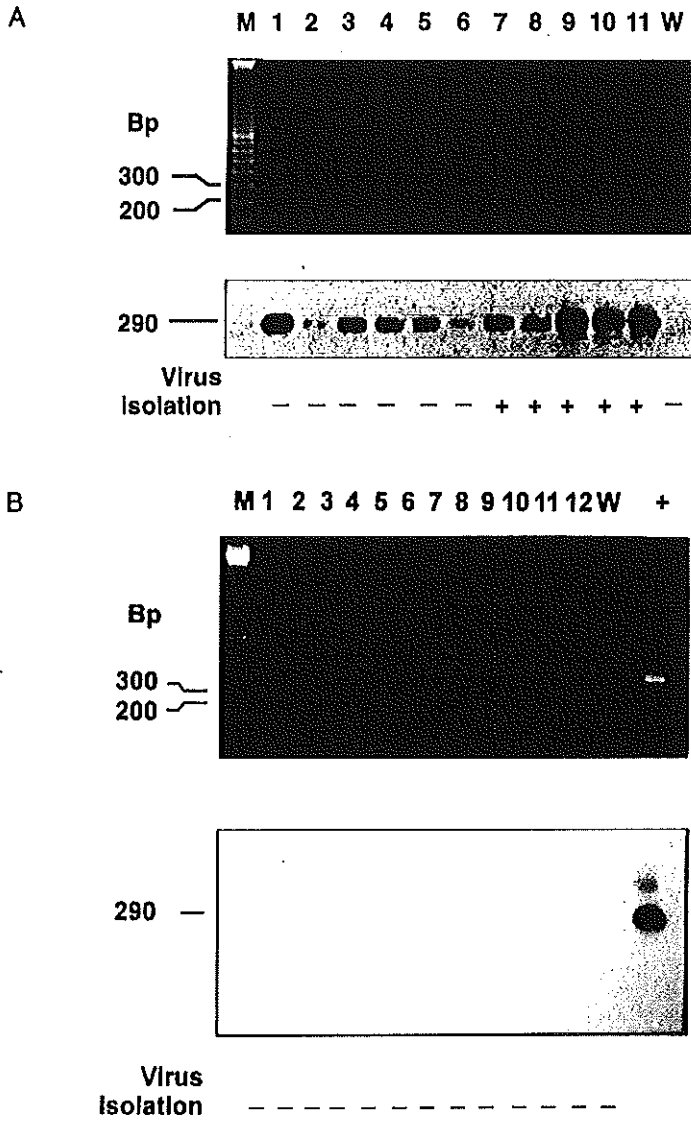 A
M 1 2 3 4 5 6 7 8 9 10 11 W
Bp
300
200
290
Virus
Isolation – – – – – – + + + + + –
B
M 1 2 3 4 5 6 7 8 9 10 11 12 W +
Bp
300
200
290
Virus
Isolation – – – – – – – – – – – – –